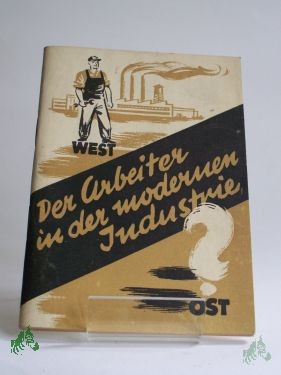 WEST
Der Arbeiter
in der modernen
Industrie
?
OST